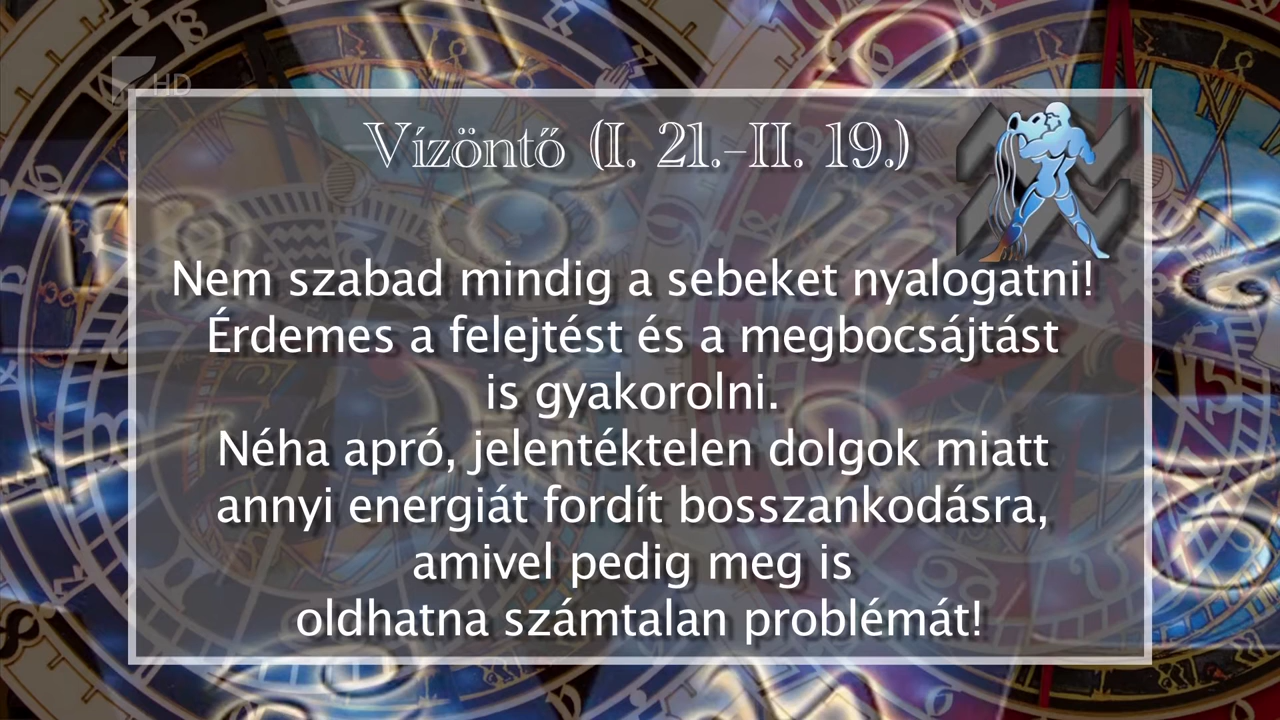 HD
Vízöntő (I. 21.-II. 19.)
Nem szabad mindig a sebeket nyalogatni!
Érdemes a felejtést és a megbocsájtást
is gyakorolni.
Néha apró, jelentéktelen dolgok miatt
annyi energiát fordít bosszankodásra,
amivel pedig meg is
oldhatna számtalan problémát!